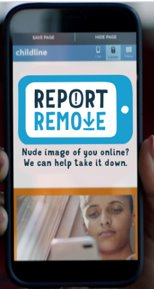 SAVE PAGE HIDE PAGE
childline
REPORT
REMOVE
Nude image of you online?
We can help take it down.